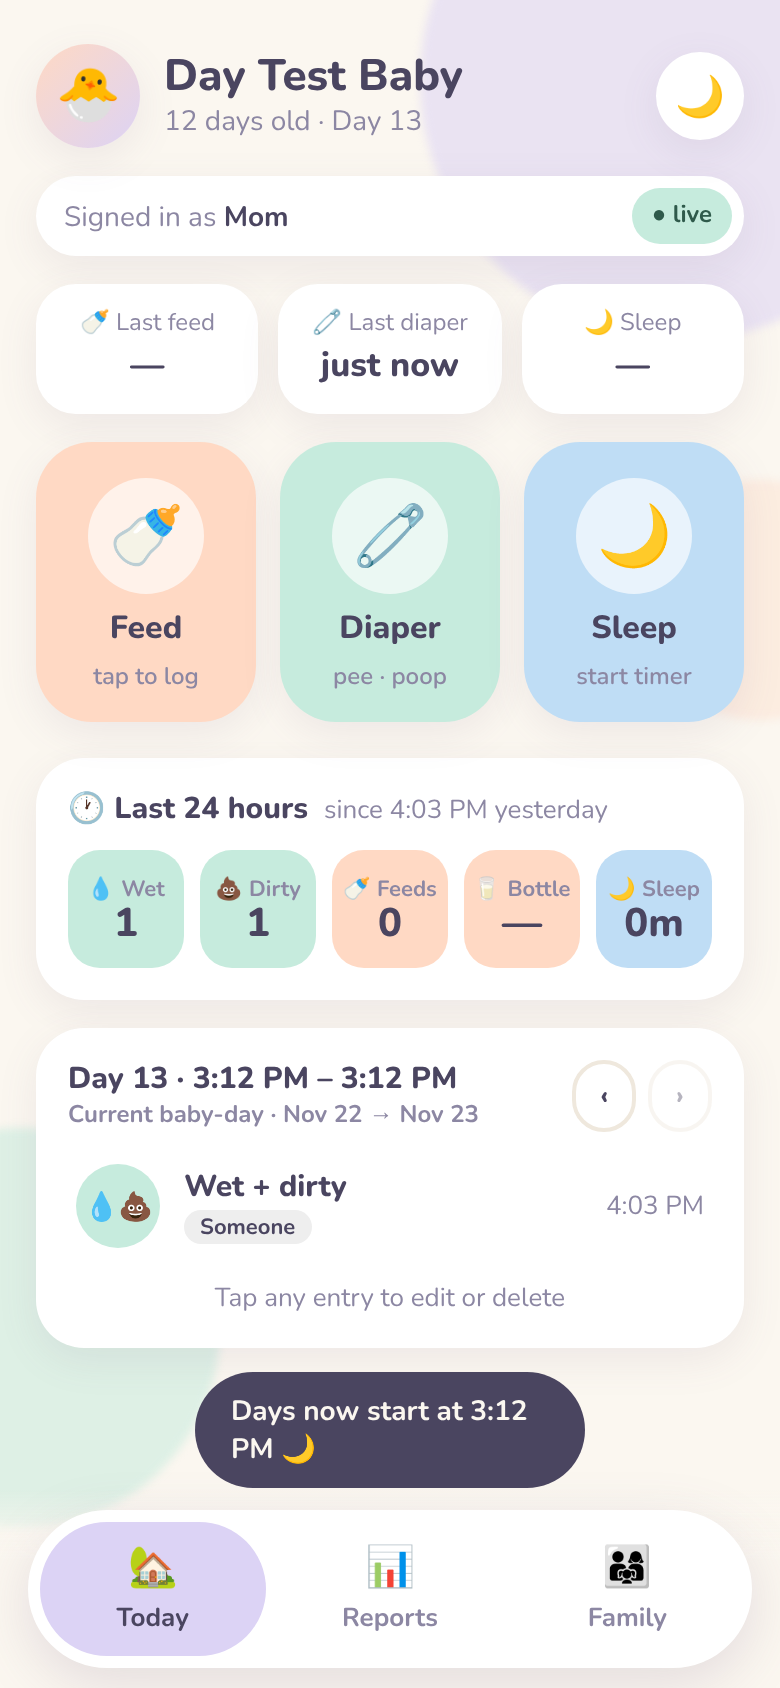 Day Test Baby
12 days old · Day 13
Signed in as Mom
• live
Last feed
—
Last diaper
just now
Sleep
—
Feed
tap to log
Diaper
pee · poop
Sleep
start timer
Last 24 hours since 4:03 PM yesterday
Wet
1
Dirty
1
Feeds
0
Bottle
—
Sleep
0m
Day 13 · 3:12 PM – 3:12 PM
Current baby-day · Nov 22 → Nov 23
‹ ›
Wet + dirty
Someone
4:03 PM
Tap any entry to edit or delete
Days now start at 3:12
PM 🌙
Today
Reports
Family